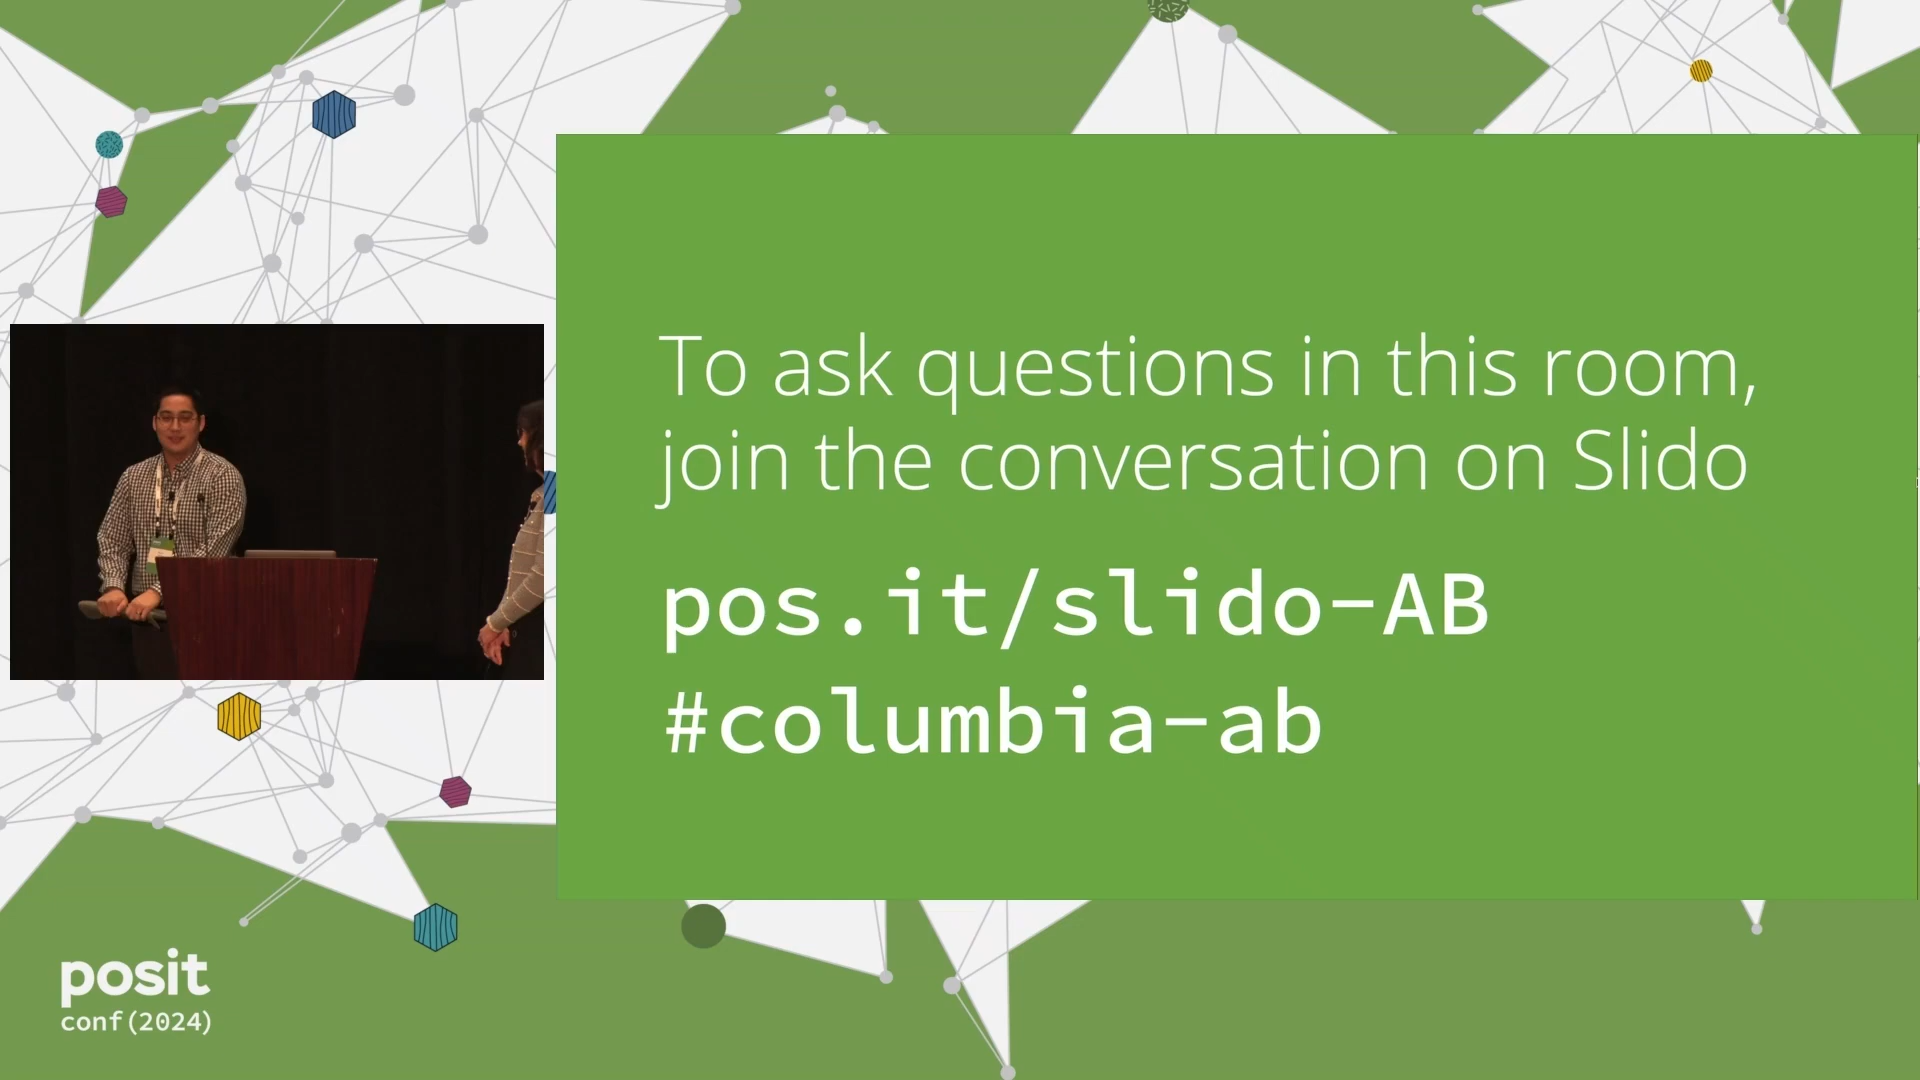 To ask questions in this room,
join the conversation on Slido
pos.it/slido-AB
#columbia-ab
posit
conf(2024)